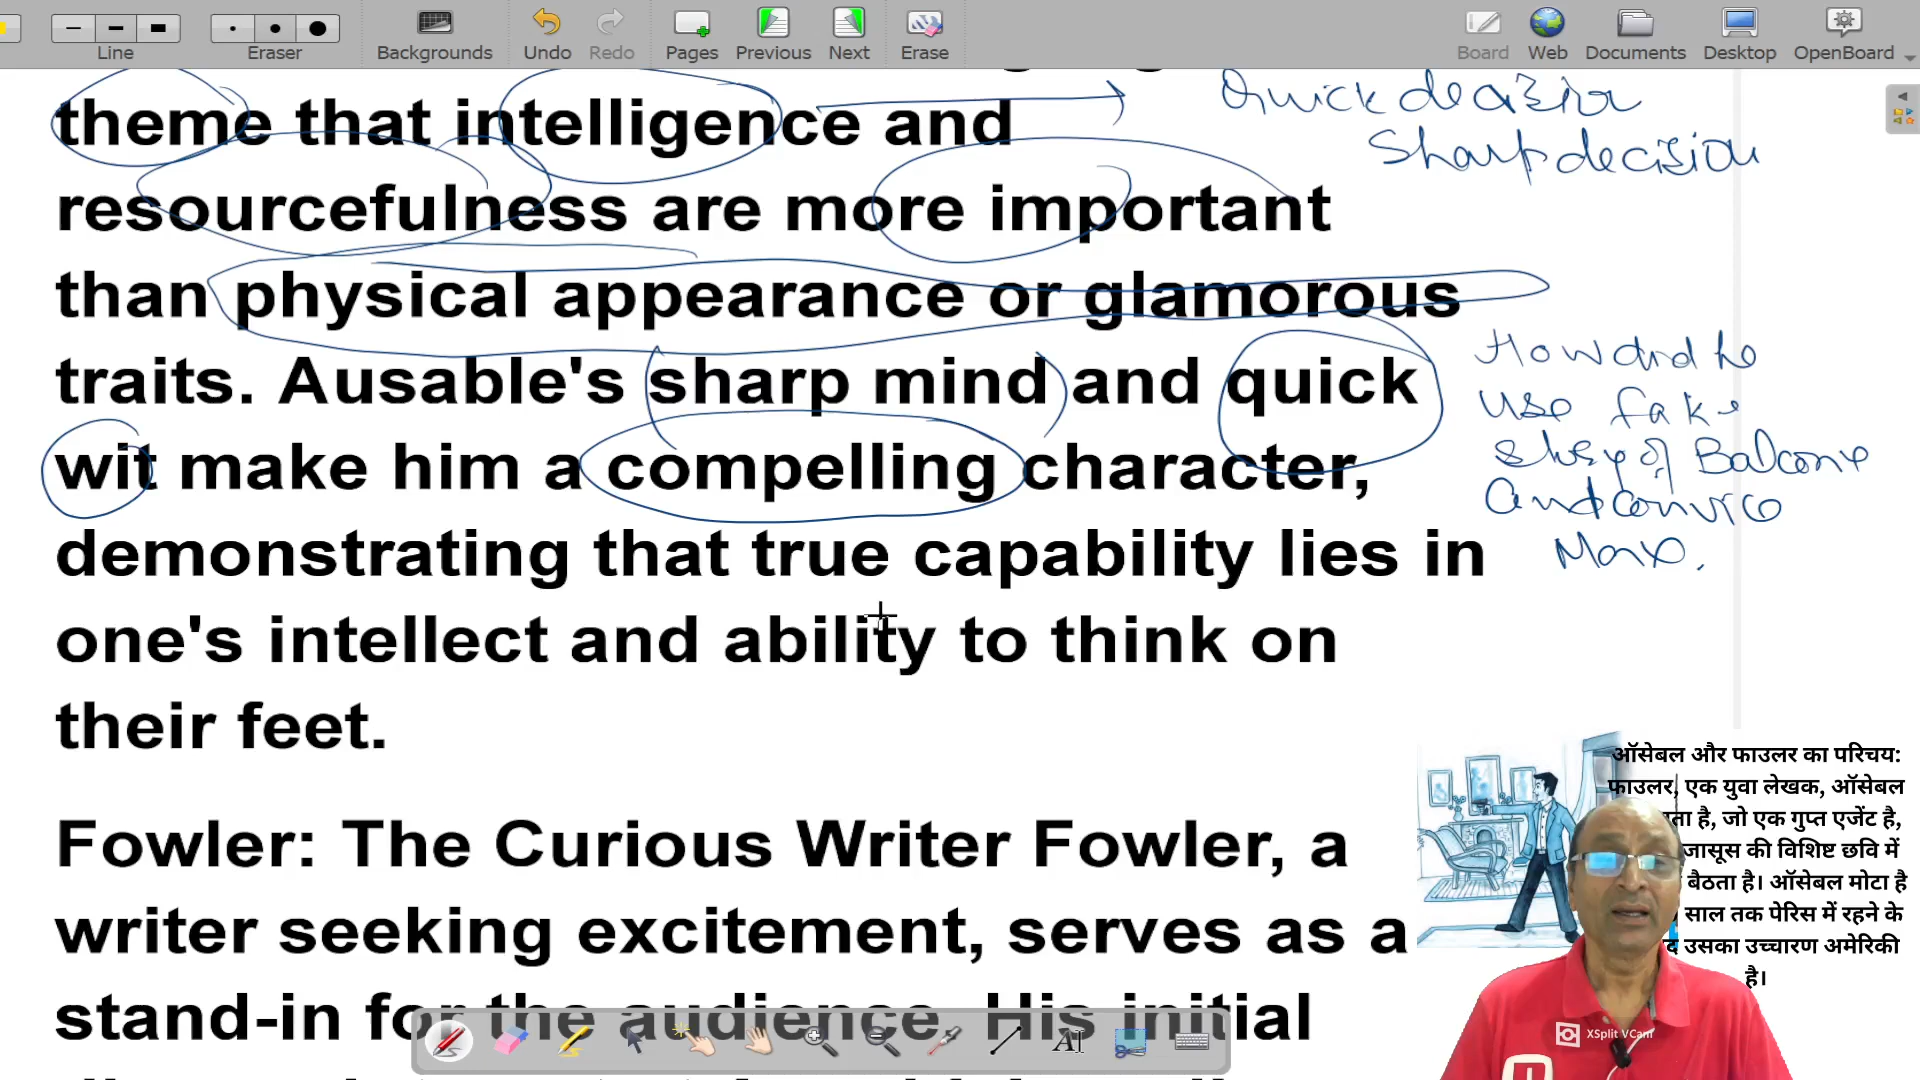 Line
Eraser
Backgrounds
Undo
Redo
Pages
Previous
Next
Erase
Board
Web
Documents
Desktop
OpenBoard
theme that intelligence and
resourcefulness are more important
than physical appearance or glamorous
traits. Ausable's sharp mind and quick
wit make him a compelling character,
demonstrating that true capability lies in
one's intellect and ability to think on
their feet.
Fowler: The Curious Writer Fowler, a
writer seeking excitement, serves as a
stand-in for the audience. His initial
Quick decision
Sharp decision
How did he
use fake
of Balcony
and
Max.
ऑसेबल और फाउलर का परिचय:
फाउलर, एक युवा लेखक, ऑसेबल
है, जो एक गुप्त एजेंट है,
जासूस की विशिष्ट छवि में
बैठता है। ऑसेबल मोटा है
साल तक पेरिस में रहने के
उसका उच्चारण अमेरिकी
है।
XSplit VCam